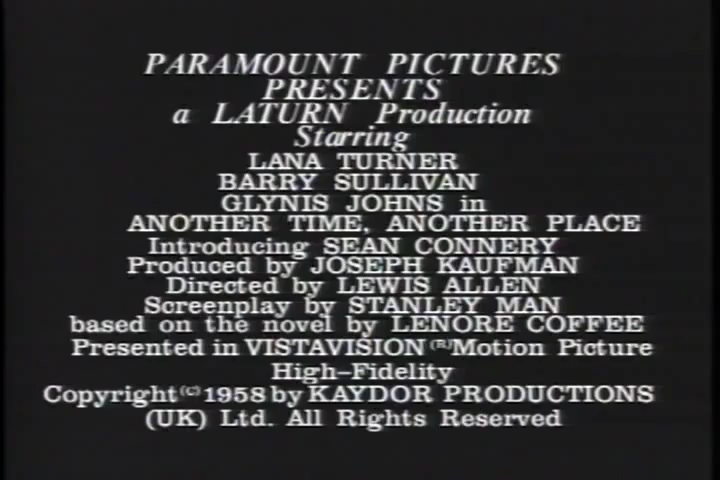 PARAMOUNT PICTURES
PRESENTS
a LATURN Production
Starring
LANA TURNER
BARRY SULLIVAN
GLYNIS JOHNS in
ANOTHER TIME, ANOTHER PLACE
Introducing SEAN CONNERY
Produced by JOSEPH KAUFMAN
Directed by LEWIS ALLEN
Screenplay by STANLEY MAN
based on the novel by LENORE COFFEE
Presented in VISTAVISION (R) Motion Picture
High-Fidelity
Copyright (C) 1958 by KAYDOR PRODUCTIONS
(UK) Ltd. All Rights Reserved